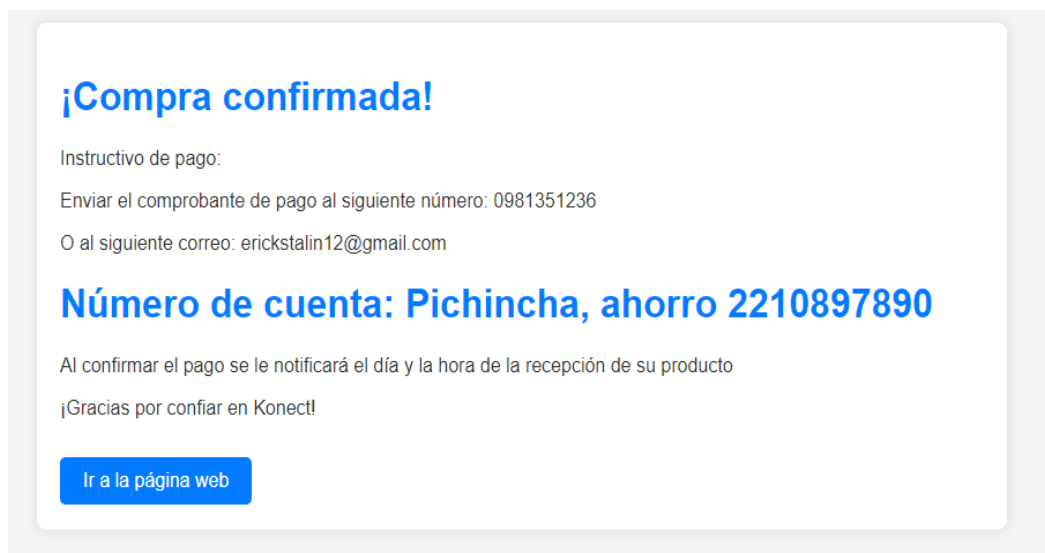 ¡Compra confirmada!
Instructivo de pago:
Enviar el comprobante de pago al siguiente número: 0981351236
O al siguiente correo: erickstalin12@gmail.com
Número de cuenta: Pichincha, ahorro 2210897890
Al confirmar el pago se le notificará el día y la hora de la recepción de su producto
¡Gracias por confiar en Konect!
Ir a la página web